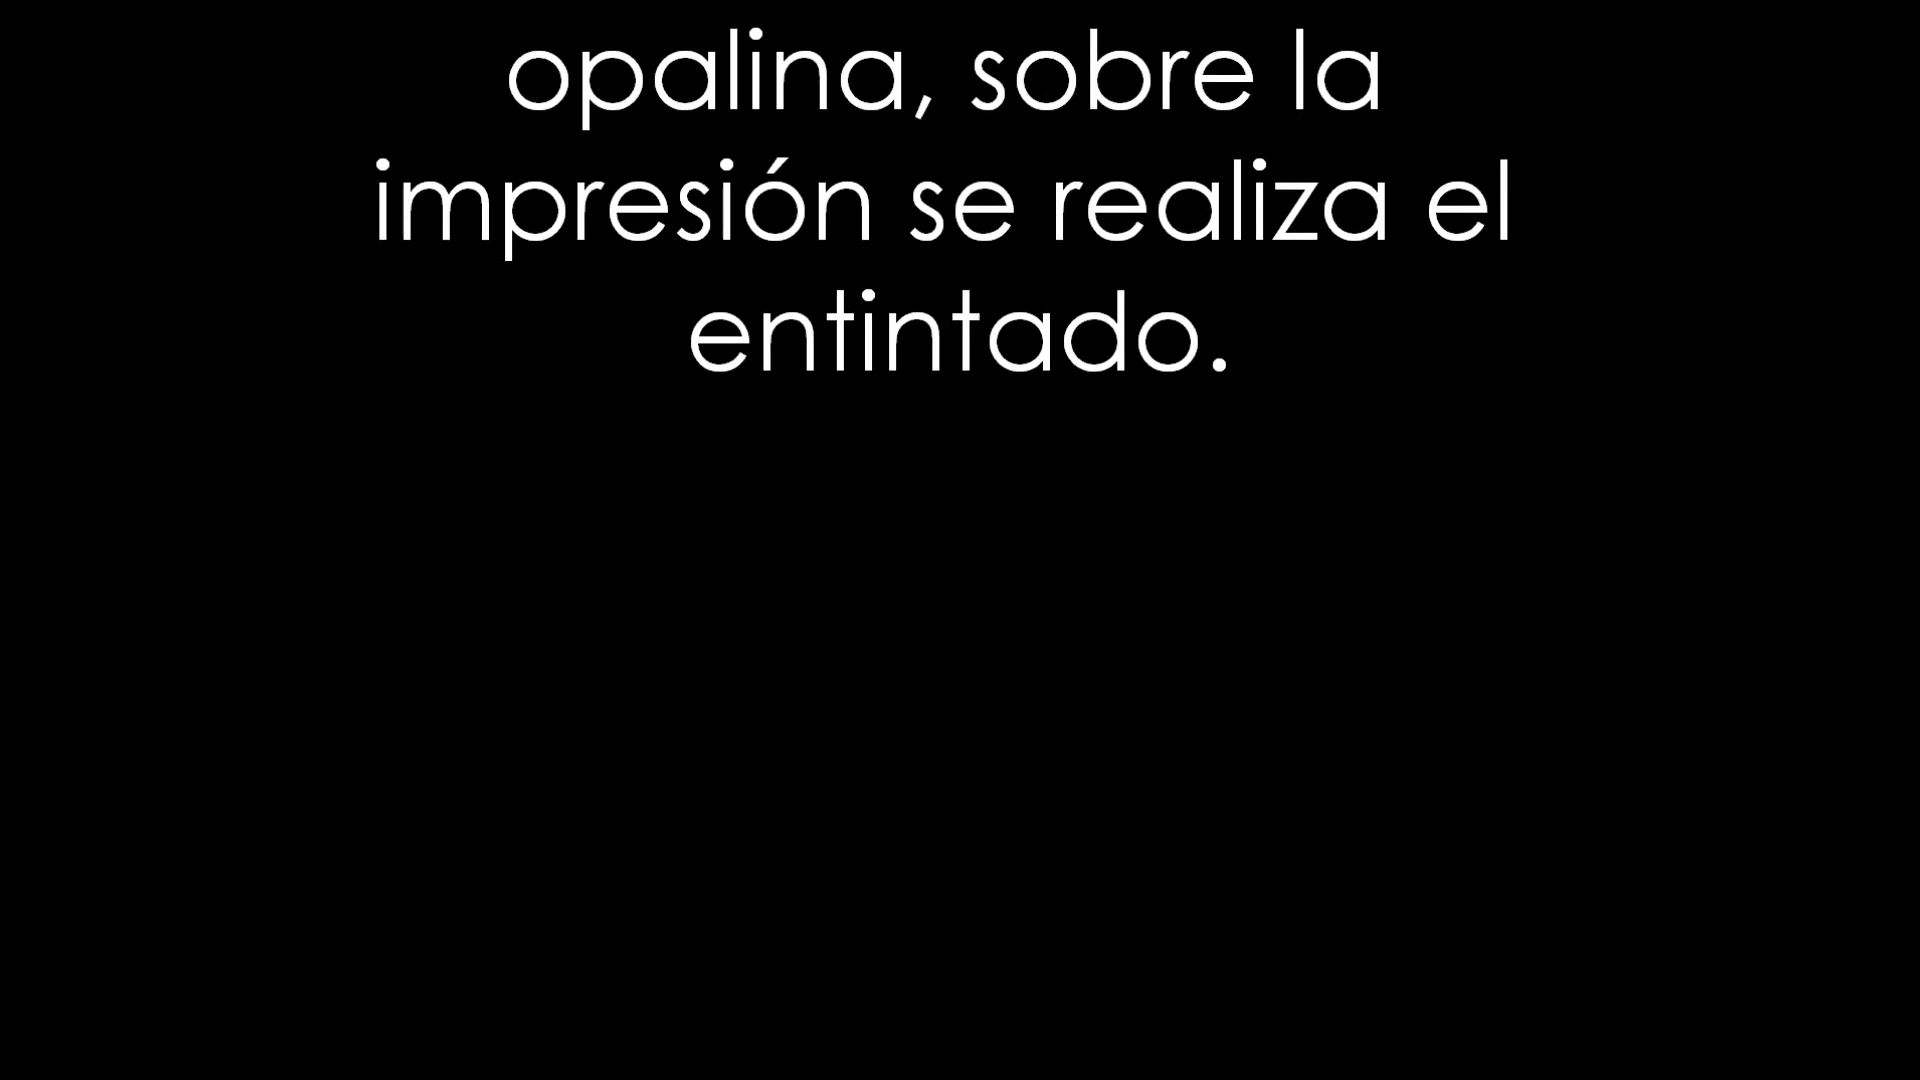 opalina, sobre la
impresión se realiza el
entintado.